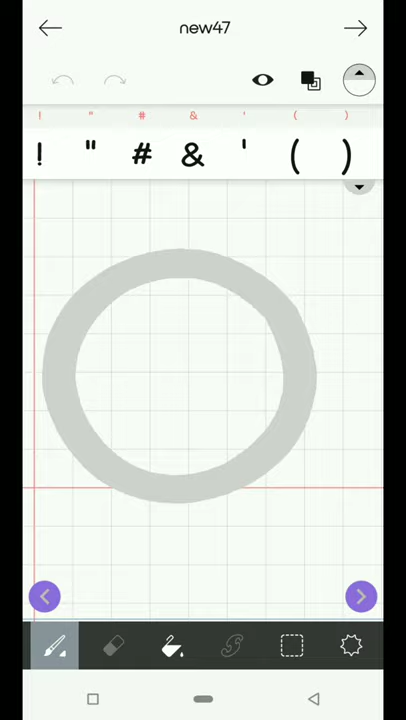 new47
! " # & ' ( )
! " # & ' ( )